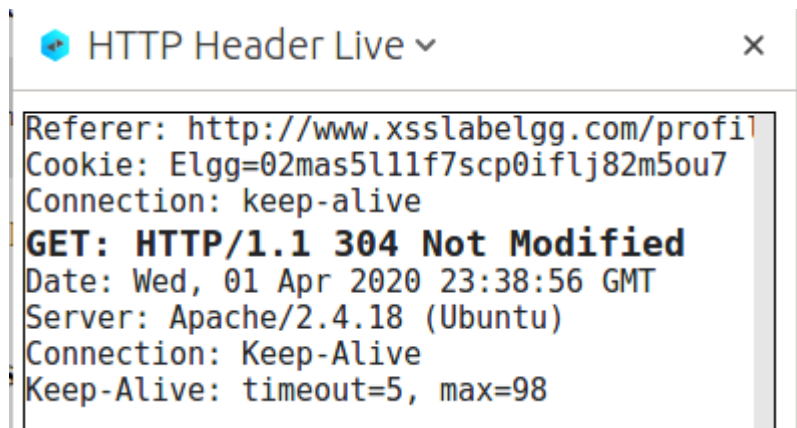 HTTP Header Live
Referer: http://www.xsslabelgg.com/profil
Cookie: Elgg=02mas5l11f7scp0iflj82m5ou7
Connection: keep-alive
GET: HTTP/1.1 304 Not Modified
Date: Wed, 01 Apr 2020 23:38:56 GMT
Server: Apache/2.4.18 (Ubuntu)
Connection: Keep-Alive
Keep-Alive: timeout=5, max=98